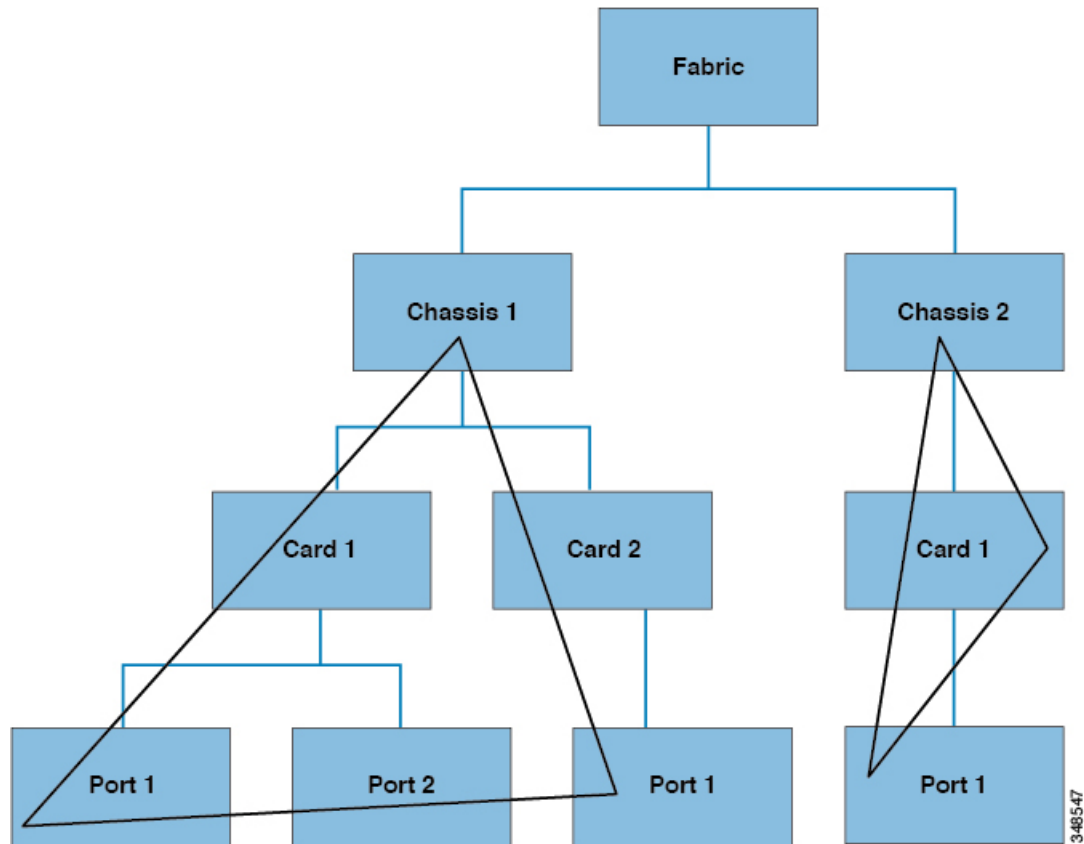 Fabric
Chassis 1
Chassis 2
Card 1
Card 2
Card 1
Port 1
Port 2
Port 1
Port 1
348547